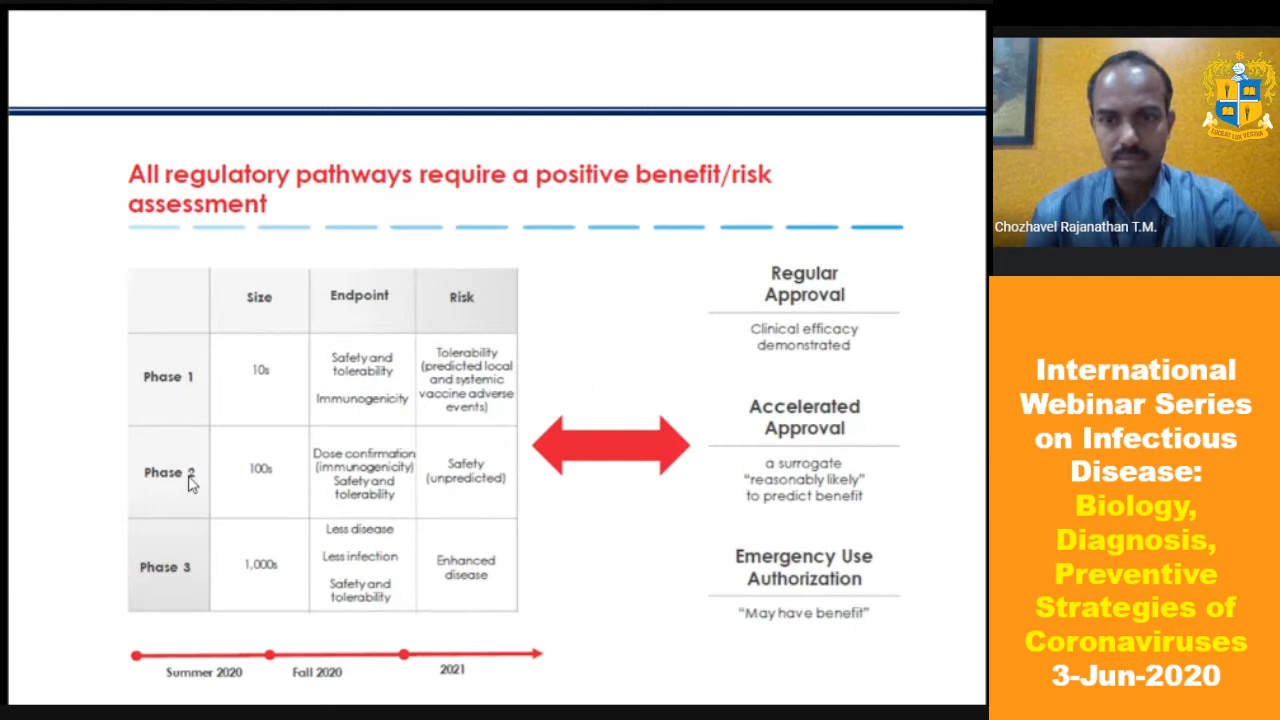 All regulatory pathways require a positive benefit/risk
assessment
Size
Endpoint
Risk
Phase 1
10s
Safety and
tolerability
Immunogenicity
Tolerability
(predicted local
and systemic
vaccine adverse
events)
Phase 2
100s
Dose confirmation
(immunogenicity)
Safety and
tolerability
Safety
(unpredicted)
Phase 3
1,000s
Less disease
Less infection
Safety and
tolerability
Enhanced
disease
Summer 2020
Fall 2020
2021
Regular
Approval
Clinical efficacy
demonstrated
Accelerated
Approval
a surrogate
“reasonably likely”
to predict benefit
Emergency Use
Authorization
“May have benefit”
LUCEAT LUX VESTRA
Chozhavel Rajanathan T.M.
International
Webinar Series
on Infectious
Disease:
Biology,
Diagnosis,
Preventive
Strategies of
Coronaviruses
3-Jun-2020